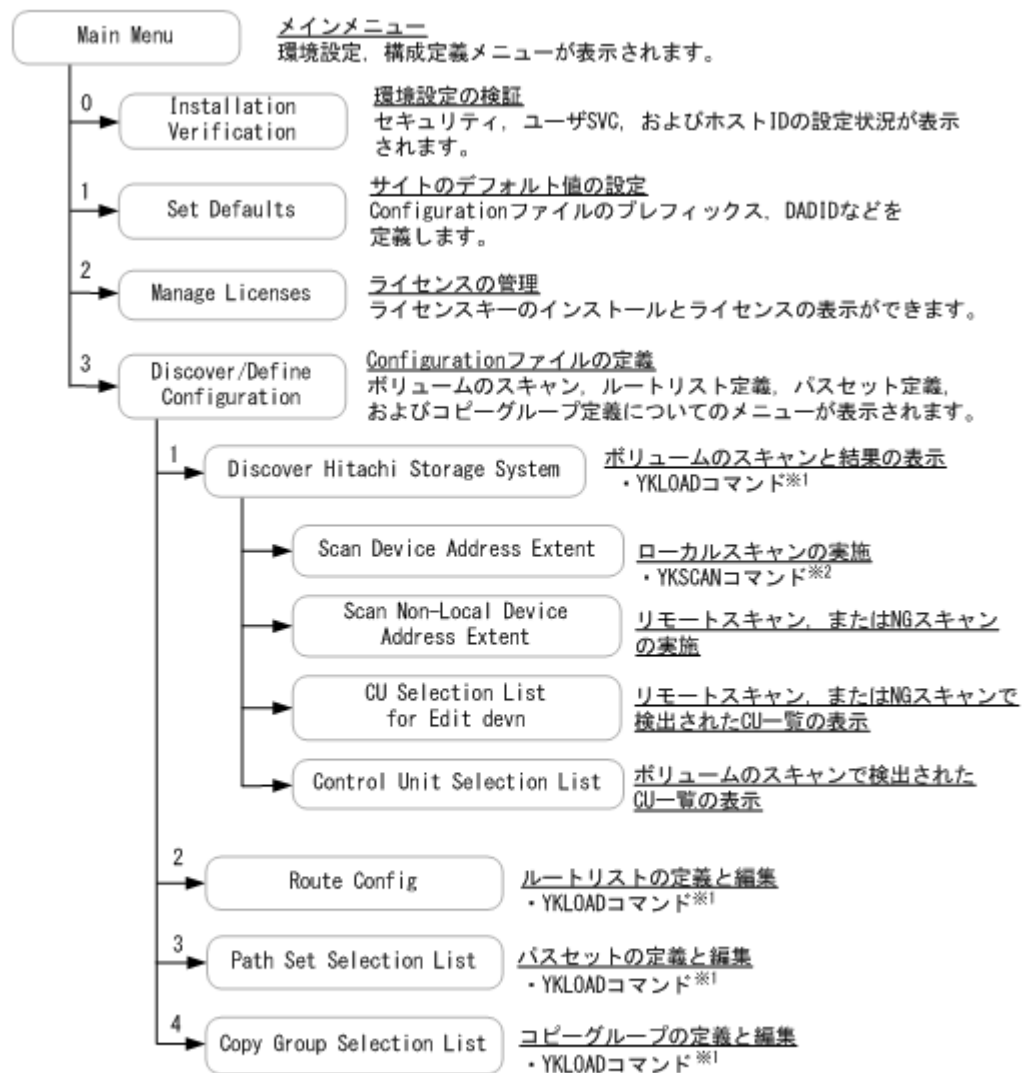 Main Menu
メインメニュー
環境設定，構成定義メニューが表示されます。
0
Installation
Verification
環境設定の検証
セキュリティ，ユーザSVC，およびホストIDの設定状況が表示
されます。
1
Set Defaults
サイトのデフォルト値の設定
Configurationファイルのプレフィックス，DADIDなどを
定義します。
2
Manage Licenses
ライセンスの管理
ライセンスキーのインストールとライセンスの表示ができます。
3
Discover/Define
Configuration
Configurationファイルの定義
ボリュームのスキャン，ルートリスト定義，パスセット定義，
およびコピーグループ定義についてのメニューが表示されます。
1
Discover Hitachi Storage System
ボリュームのスキャンと結果の表示
・YKLOADコマンド※1
Scan Device Address Extent
ローカルスキャンの実施
・YKSCANコマンド※2
Scan Non-Local Device
Address Extent
リモートスキャン，またはNGスキャン
の実施
CU Selection List
for Edit devn
リモートスキャン，またはNGスキャンで
検出されたCU一覧の表示
Control Unit Selection List
ボリュームのスキャンで検出された
CU一覧の表示
2
Route Config
ルートリストの定義と編集
・YKLOADコマンド※1
3
Path Set Selection List
パスセットの定義と編集
・YKLOADコマンド※1
4
Copy Group Selection List
コピーグループの定義と編集
・YKLOADコマンド※1